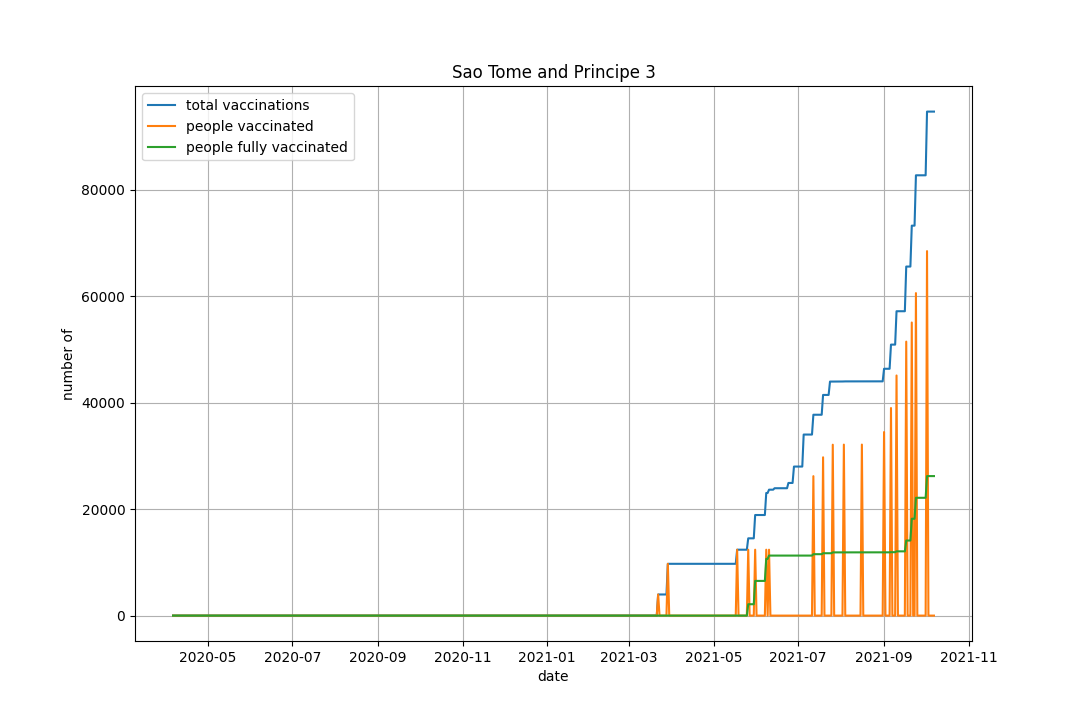 Sao Tome and Principe 3
total vaccinations
people vaccinated
people fully vaccinated
number of
80000
60000
40000
20000
0
2020-05 2020-07 2020-09 2020-11 2021-01 2021-03 2021-05 2021-07 2021-09 2021-11
date